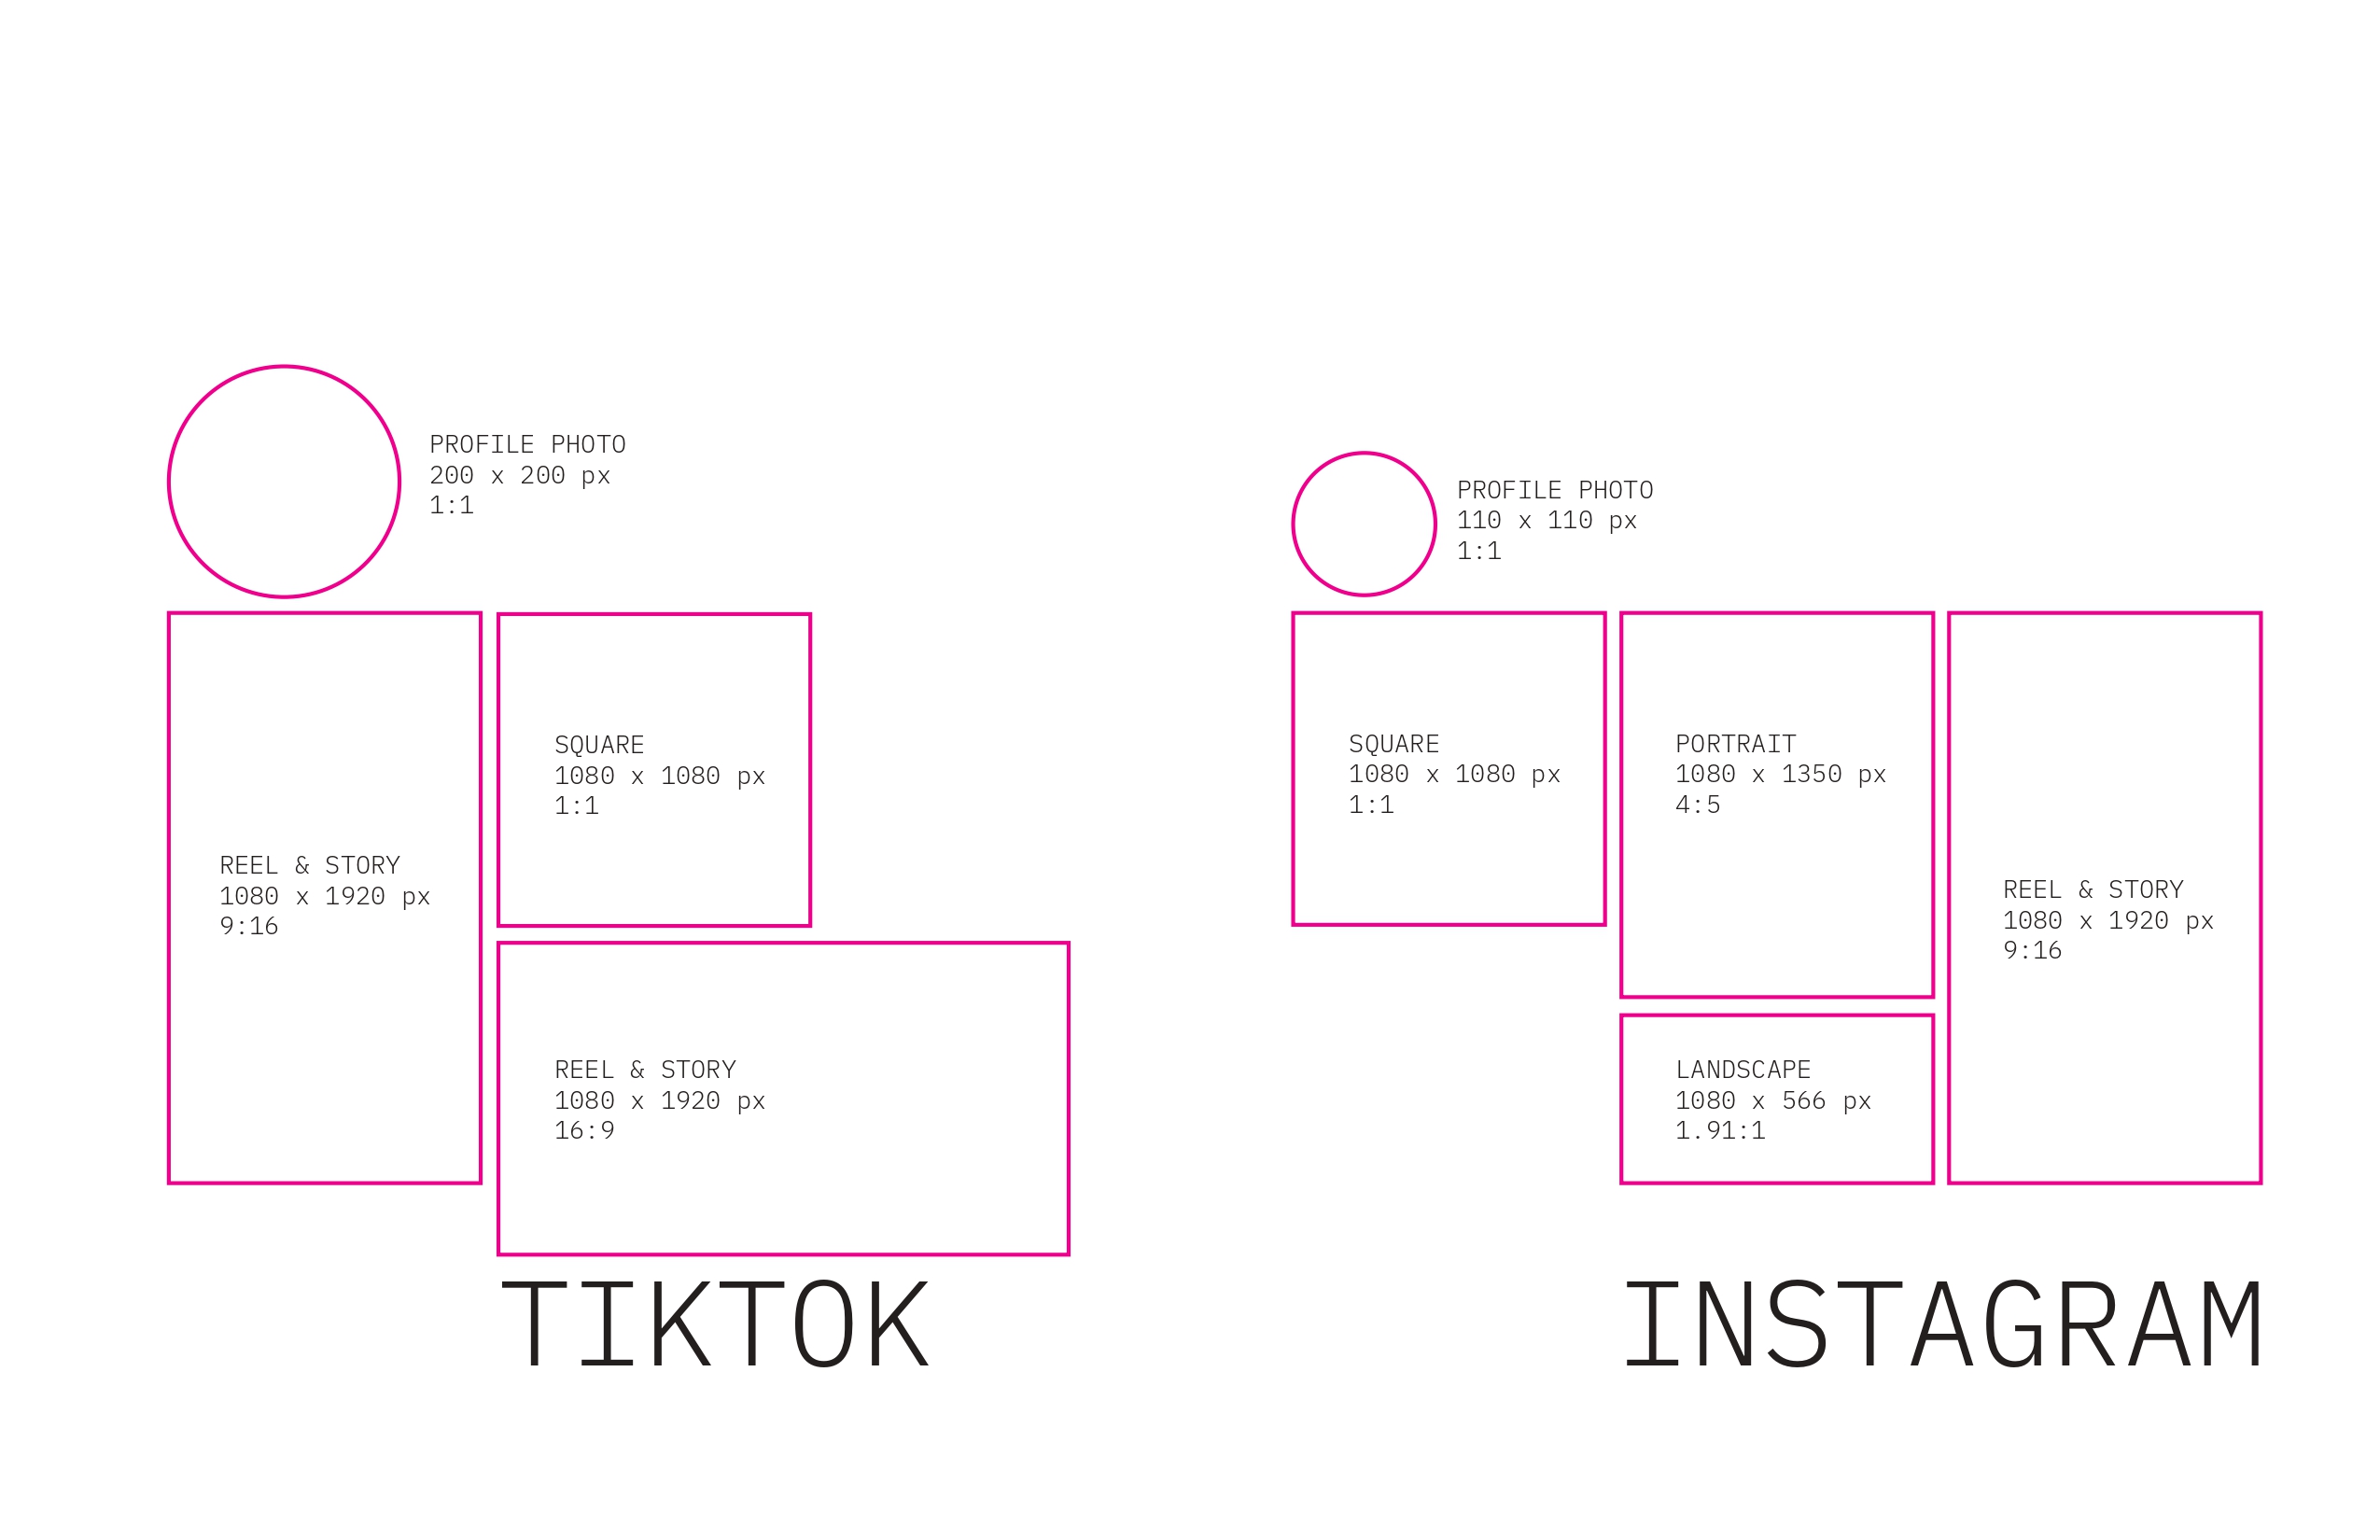 PROFILE PHOTO
200 x 200 px
1:1
REEL & STORY
1080 x 1920 px
9:16
SQUARE
1080 x 1080 px
1:1
REEL & STORY
1080 x 1920 px
16:9
TIKTOK
PROFILE PHOTO
110 x 110 px
1:1
SQUARE
1080 x 1080 px
1:1
PORTRAIT
1080 x 1350 px
4:5
LANDSCAPE
1080 x 566 px
1.91:1
REEL & STORY
1080 x 1920 px
9:16
INSTAGRAM